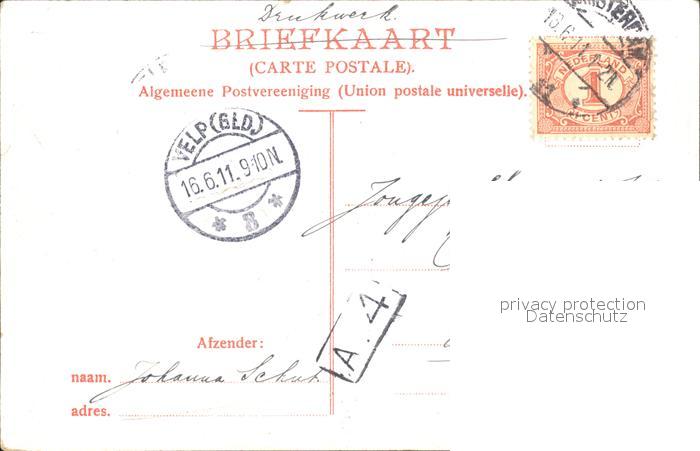 Drukwerk.
BRIEFKAART
(CARTE POSTALE).
Algemeene Postvereeniging (Union postale universelle).
NEDERLAND
1
CENT
VELP (GLD.)
16.6.11. 9-10 N.
* 8 *
privacy protection
Datenschutz
A. 4
Afzender:
naam. Johanna Schut
adres.